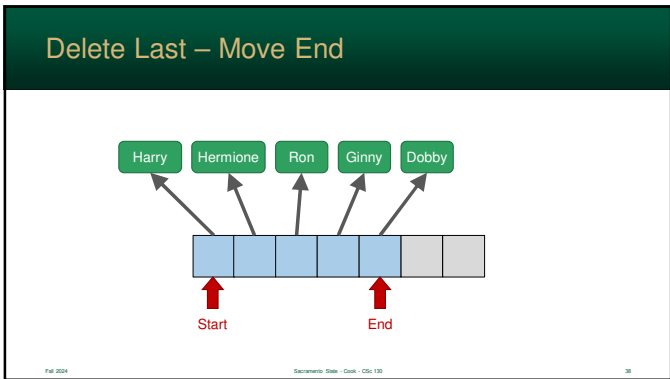 Delete Last – Move End
Harry Hermione Ron Ginny Dobby
Start End
Fall 2024 Sacramento State - Cook - CSc 130 38